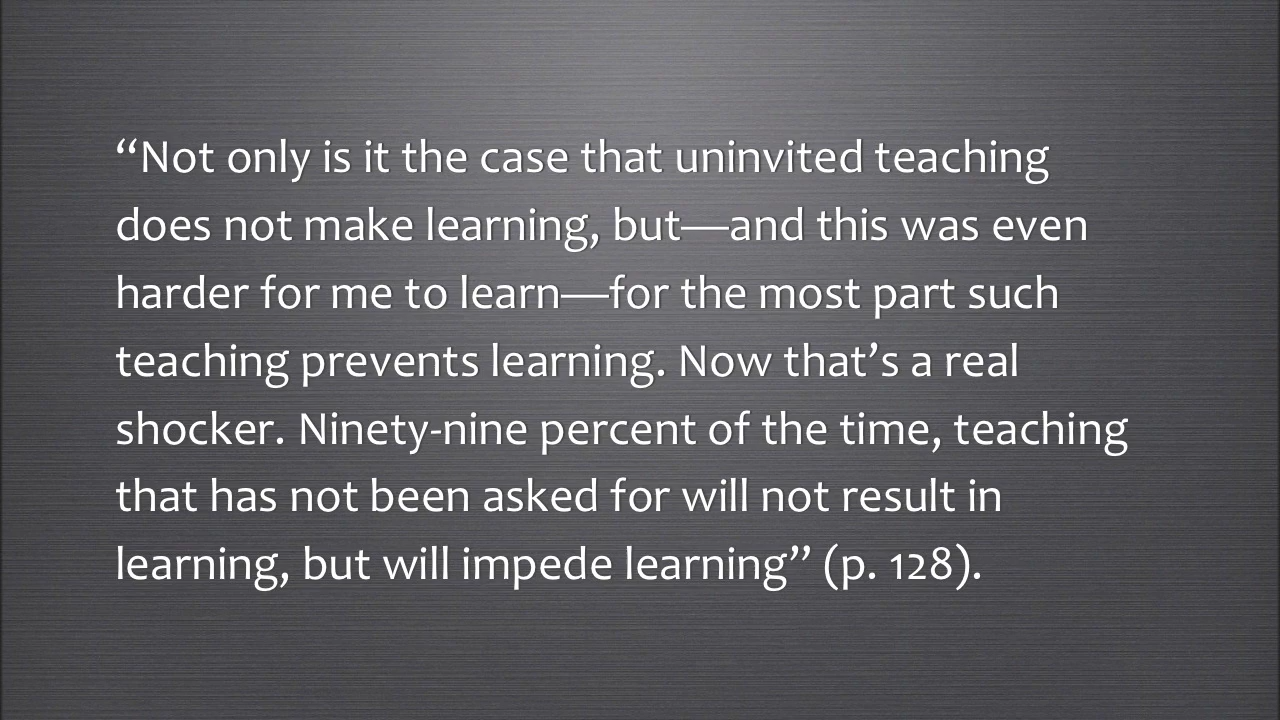 “Not only is it the case that uninvited teaching
does not make learning, but—and this was even
harder for me to learn—for the most part such
teaching prevents learning. Now that’s a real
shocker. Ninety-nine percent of the time, teaching
that has not been asked for will not result in
learning, but will impede learning” (p. 128).